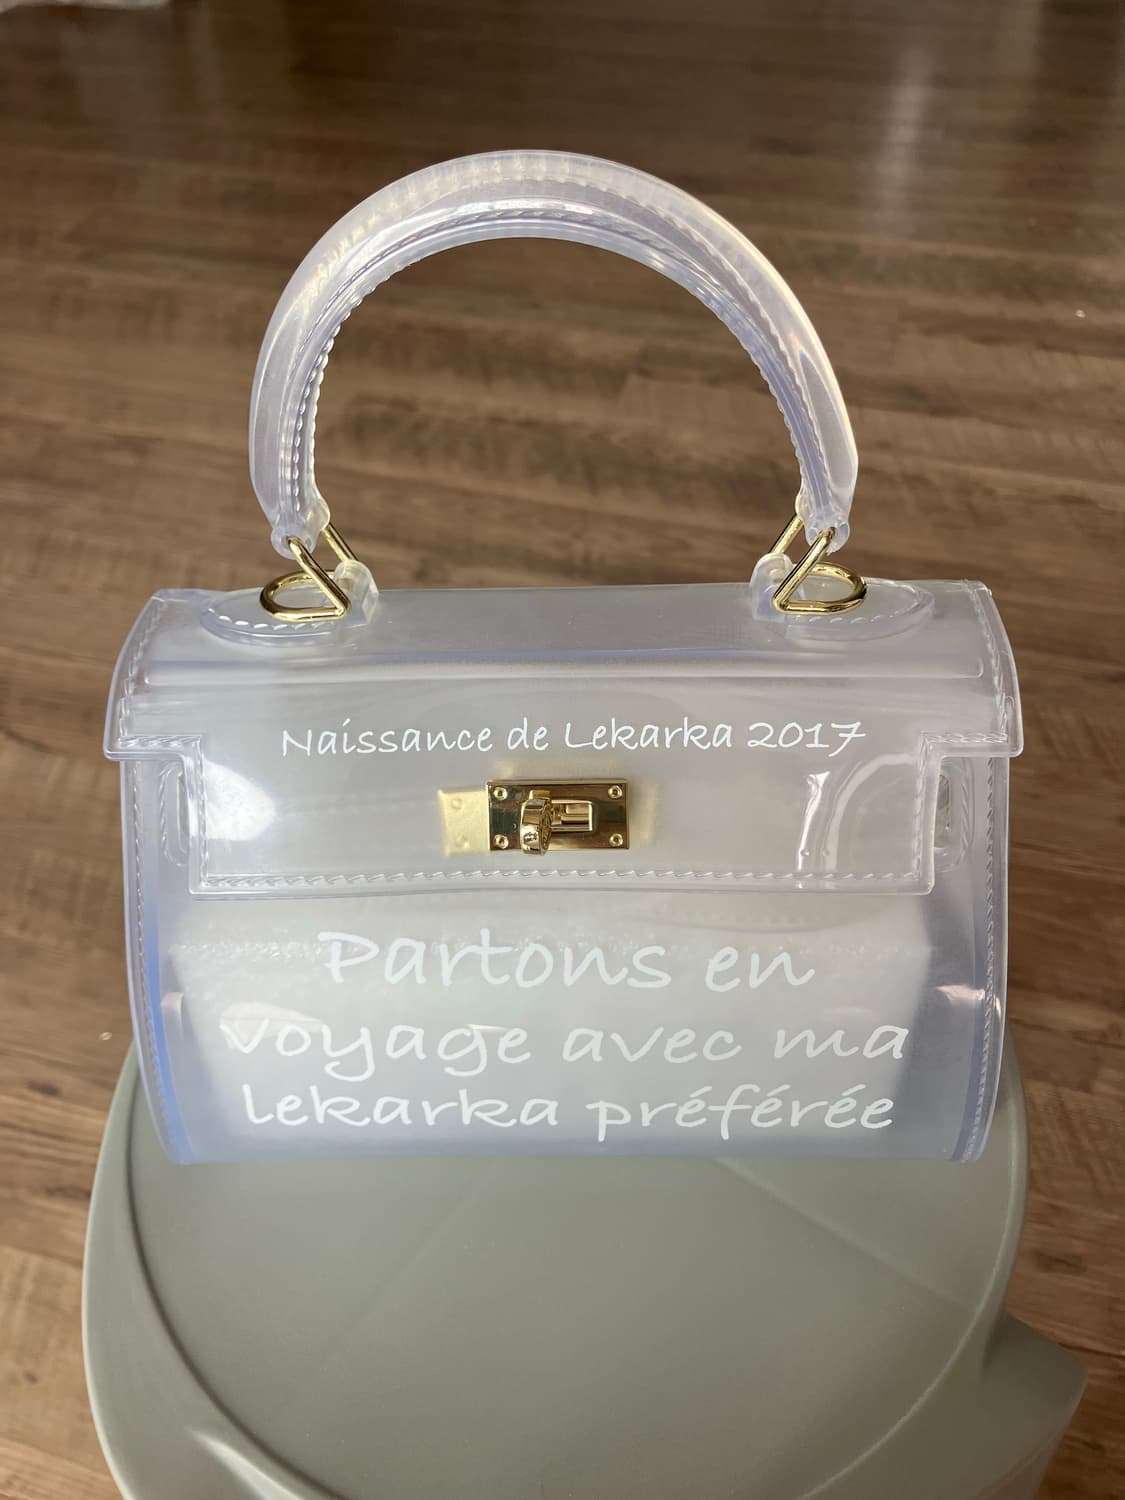 Naissance de Lekarka 2017
Partons en
voyage avec ma
Lekarka préférée